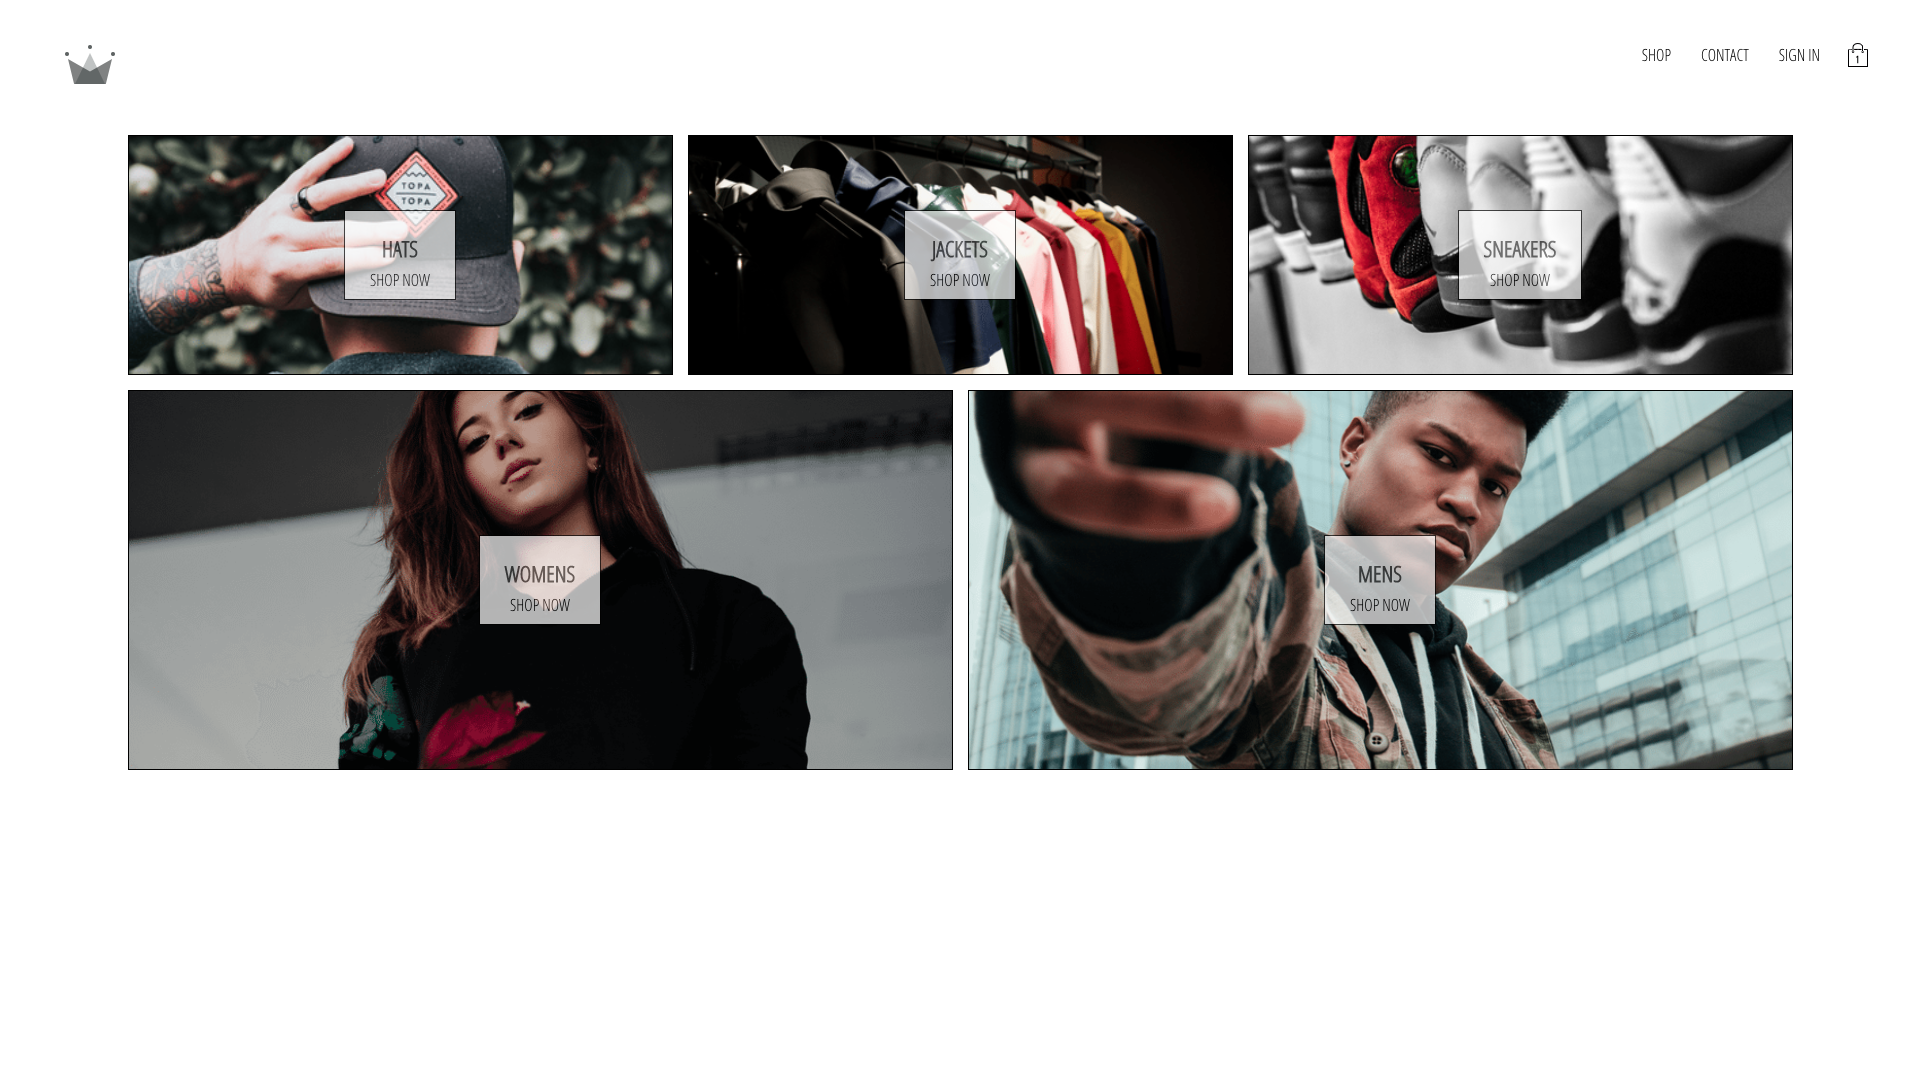 SHOP
CONTACT
SIGN IN
1
TOPA
TOPA
HATS
SHOP NOW
JACKETS
SHOP NOW
SNEAKERS
SHOP NOW
WOMENS
SHOP NOW
MENS
SHOP NOW